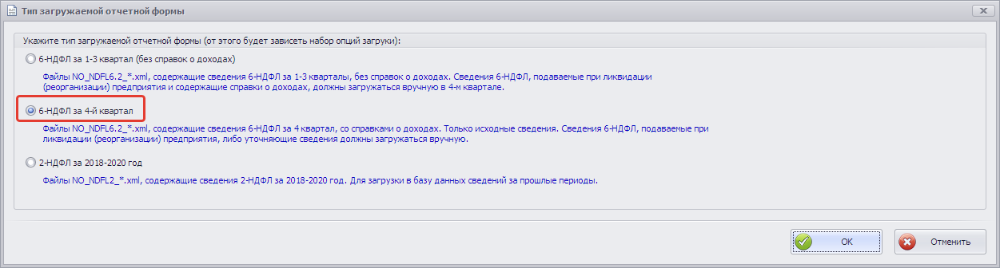 Тип загружаемой отчетной формы
Укажите тип загружаемой отчетной формы (от этого будет зависеть набор опций загруки):
6-НДФЛ за 1-3 квартал (без справок о доходах)
Файлы NO_NDFL6.2_*.xml, содержащие сведения 6-НДФЛ за 1-3 кварталы, без справок о доходах. Сведения 6-НДФЛ, подаваемые при ликвидации
(реорганизации) предприятия и содержащие справки о доходах, должны загружаться вручную в 4-м квартале.
6-НДФЛ за 4-й квартал
Файлы NO_NDFL6.2_*.xml, содержащие сведения 6-НДФЛ за 4 квартал, со справками о доходах. Только исходные сведения. Сведения 6-НДФЛ, подаваемые при
ликвидации (реорганизации) предприятия, либо уточняющие сведения должны загружаться вручную.
2-НДФЛ за 2018-2020 год
Файлы NO_NDFL2_*.xml, содержащие сведения 2-НДФЛ за 2018-2020 год. Для загрузки в базу данных сведений за прошлые периоды.
ОК
Отменить